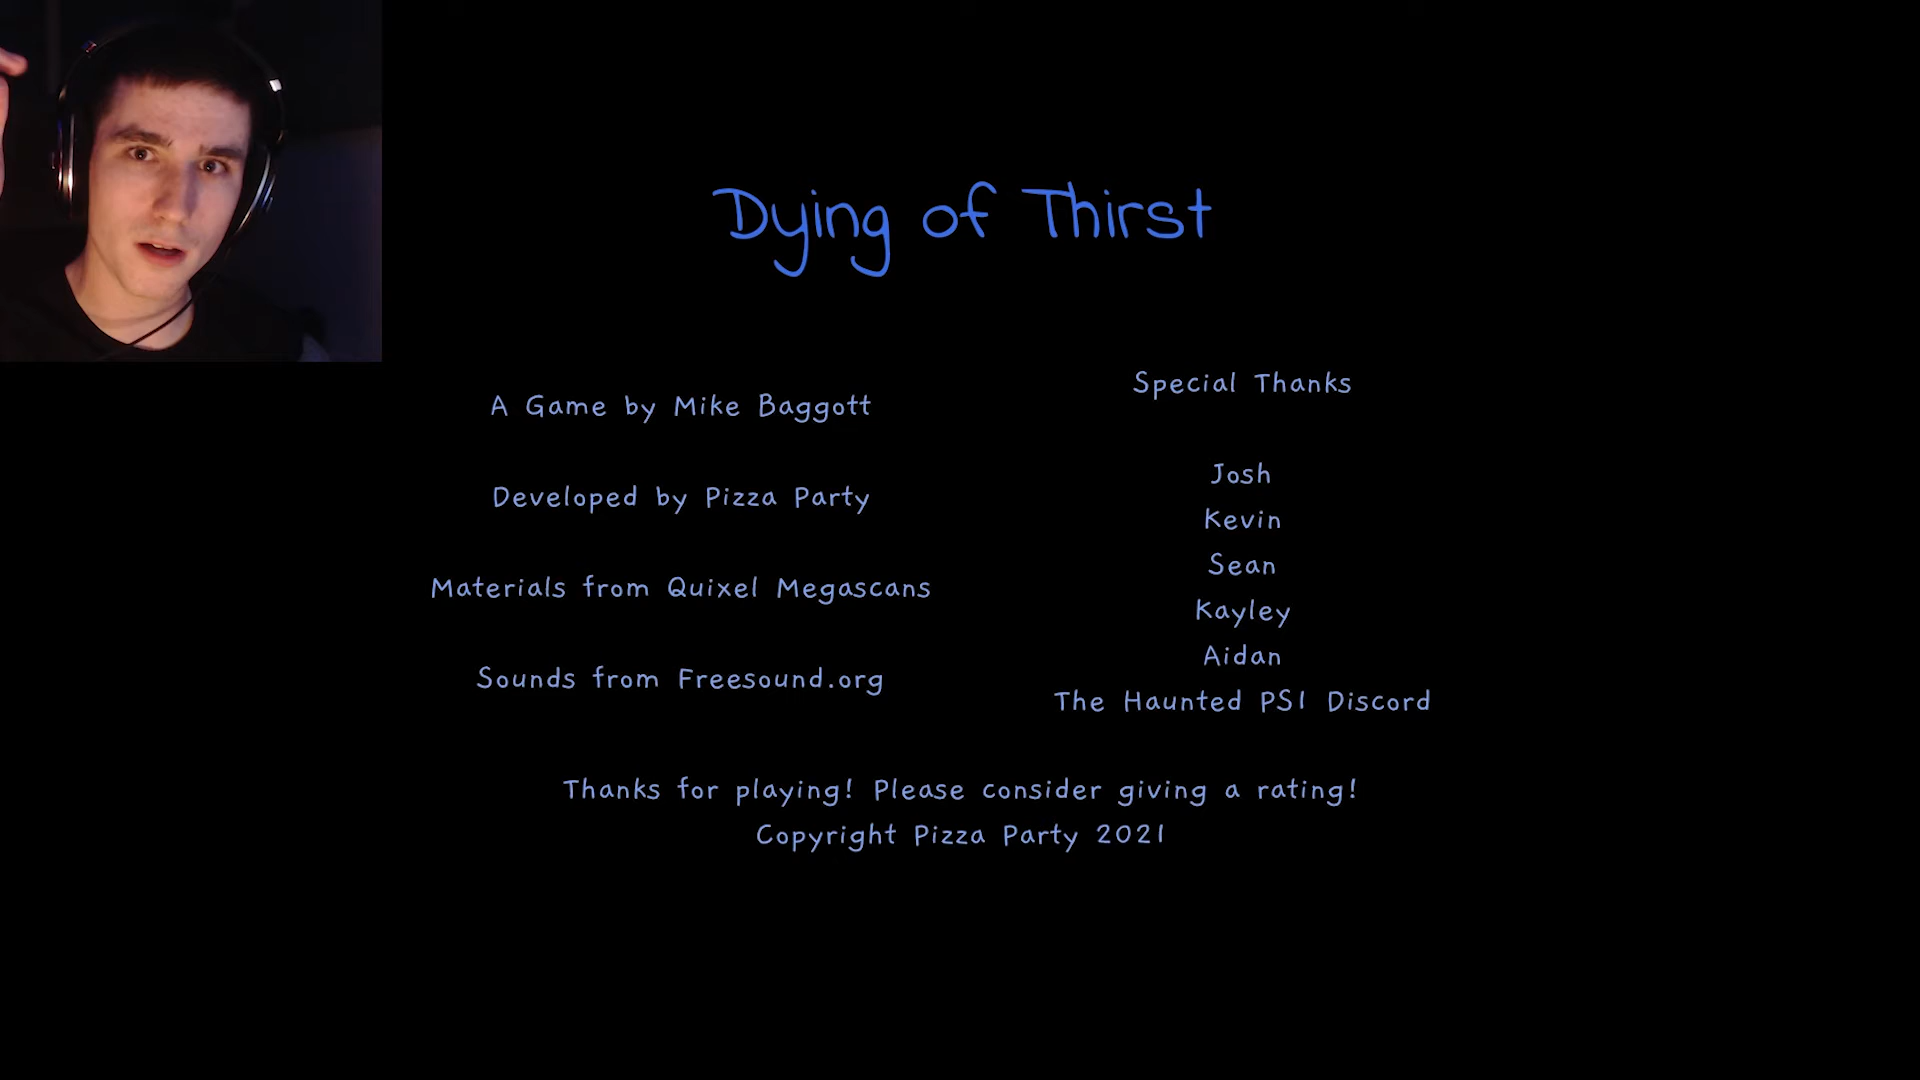 Dying of Thirst
A Game by Mike Baggott
Developed by Pizza Party
Materials from Quixel Megascans
Sounds from Freesound.org
Special Thanks
Josh
Kevin
Sean
Kayley
Aidan
The Haunted PS1 Discord
Thanks for playing! Please consider giving a rating!
Copyright Pizza Party 2021